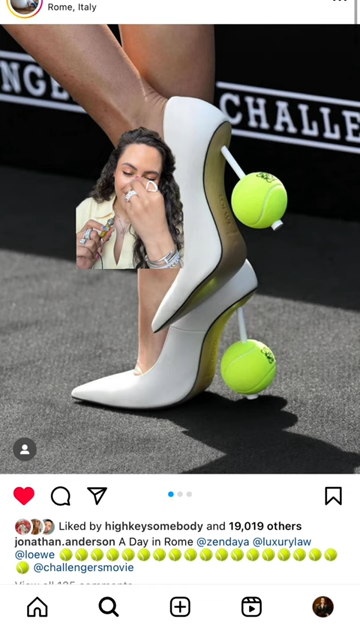 Rome, Italy
NGE
CHALLE
Liked by highkeysomebody and 19,019 others
jonathan.anderson A Day in Rome @zendaya @luxurylaw
@loewe 🎾🎾🎾🎾🎾🎾🎾🎾🎾🎾🎾🎾🎾🎾🎾🎾🎾
🎾 @challengersmovie